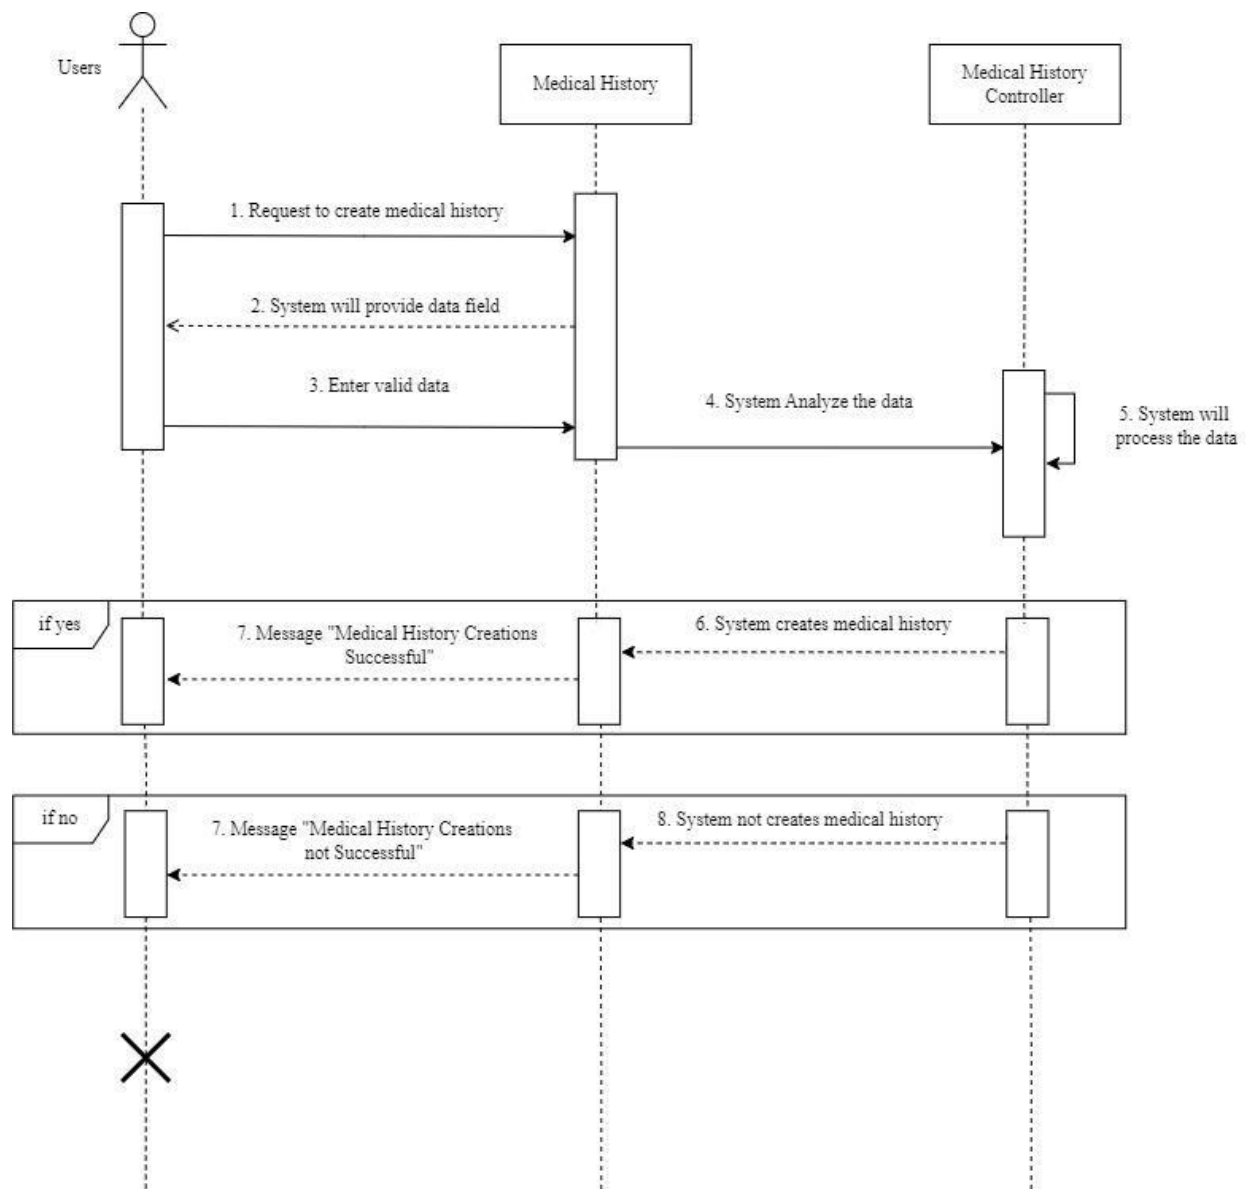 Users
Medical History
Medical History
Controller
1. Request to create medical history
2. System will provide data field
3. Enter valid data
4. System Analyze the data
5. System will
process the data
if yes
7. Message "Medical History Creations
Successful"
6. System creates medical history
if no
7. Message "Medical History Creations
not Successful"
8. System not creates medical history